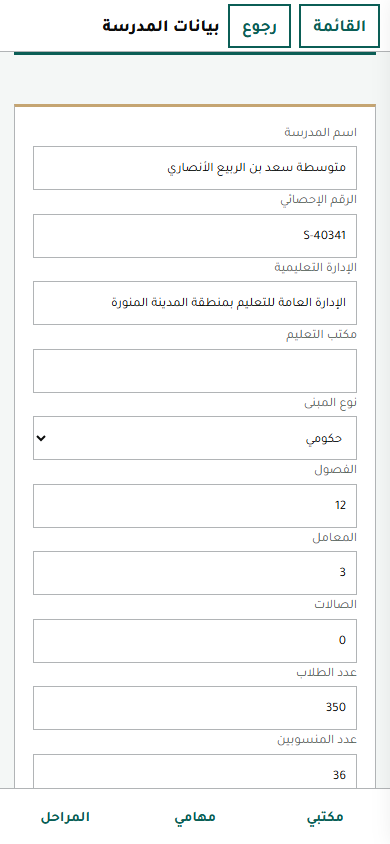 القائمة
رجوع
بيانات المدرسة
اسم المدرسة
متوسطة سعد بن الربيع الأنصاري
الرقم الإحصائي
S-40341
الإدارة التعليمية
الإدارة العامة للتعليم بمنطقة المدينة المنورة
مكتب التعليم
نوع المبنى
حكومي
الفصول
12
المعامل
3
الصالات
0
عدد الطلاب
350
عدد المنسوبين
36
مكتبي
مهامي
المراحل